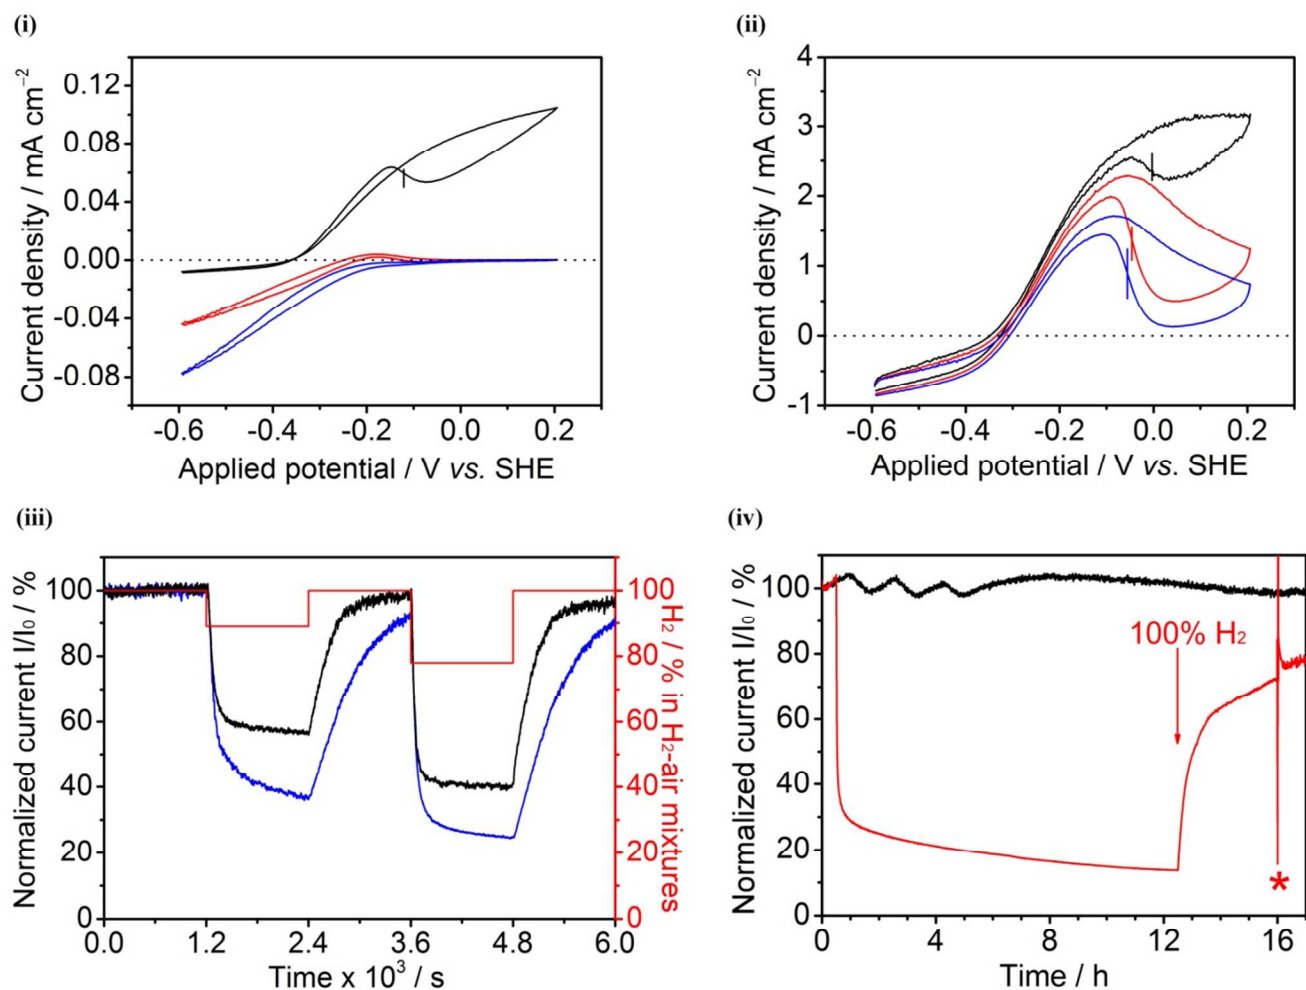 (i)
0.12
0.08
0.04
0.00
-0.04
-0.08
Current density / mA cm⁻²
-0.6 -0.4 -0.2 0.0 0.2
Applied potential / V vs. SHE
(ii)
4
3
2
1
0
-1
Current density / mA cm⁻²
-0.6 -0.4 -0.2 0.0 0.2
Applied potential / V vs. SHE
(iii)
100
80
60
40
20
0
Normalized current I/I₀ / %
100
80
60
40
20
0
H₂ / % in H₂-air mixtures
0.0 1.2 2.4 3.6 4.8 6.0
Time x 10³ / s
(iv)
100
80
60
40
20
0
Normalized current I/I₀ / %
100% H₂
*
0 4 8 12 16
Time / h